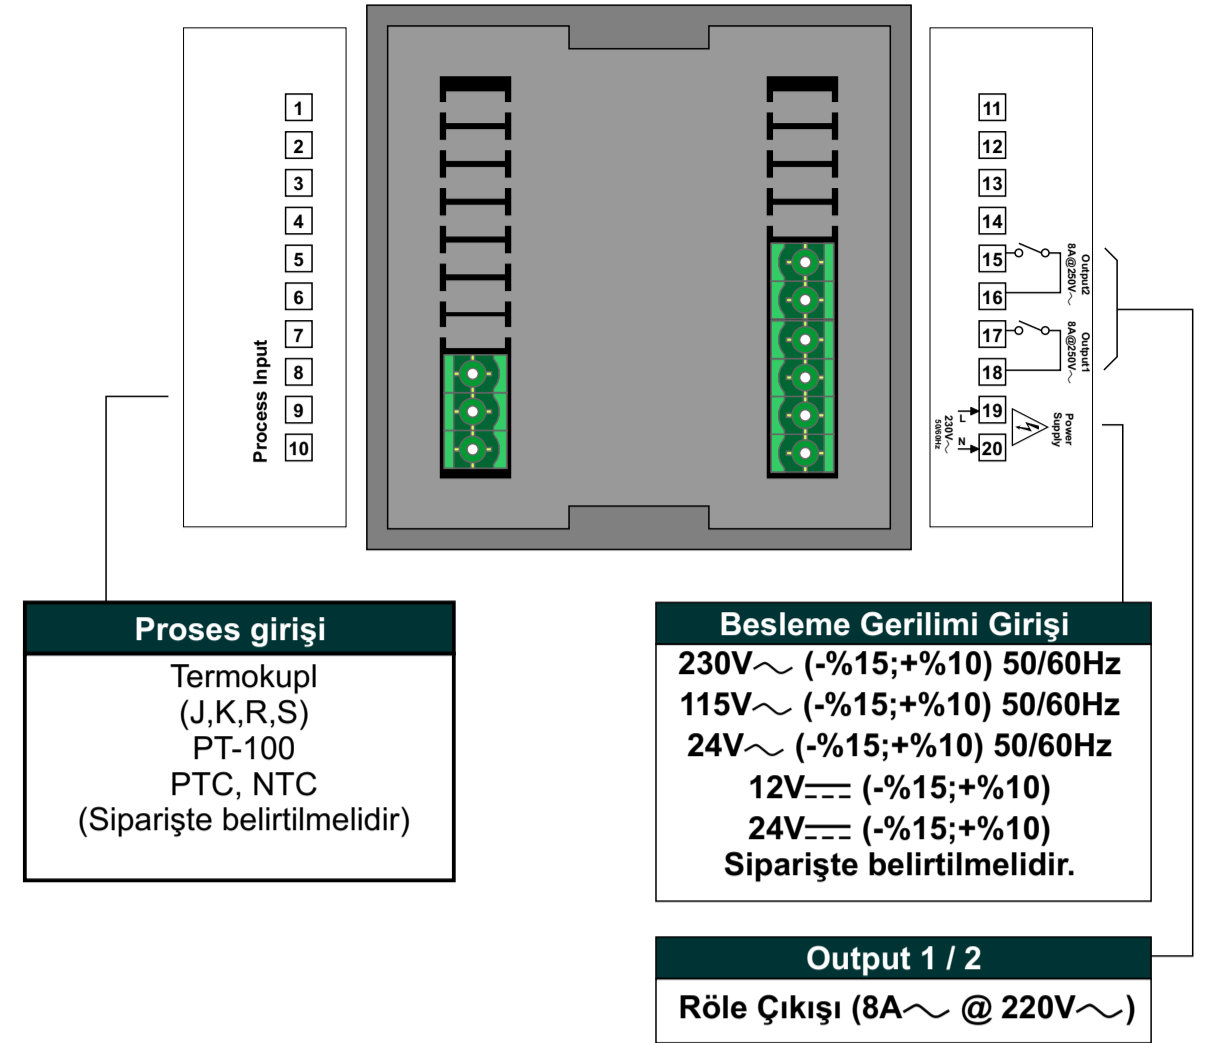 1
2
3
4
5
6
7
8
9
10
Process Input
11
12
13
14
15
16
17
18
19
20
Output2
8A@250V～
Output1
8A@250V～
Power
Supply
L
N
230V～
50/60Hz
Proses girişi
Termokupl
(J,K,R,S)
PT-100
PTC, NTC
(Siparişte belirtilmelidir)
Besleme Gerilimi Girişi
230V～ (-%15;+%10) 50/60Hz
115V～ (-%15;+%10) 50/60Hz
24V～ (-%15;+%10) 50/60Hz
12V⎓ (-%15;+%10)
24V⎓ (-%15;+%10)
Siparişte belirtilmelidir.
Output 1 / 2
Röle Çıkışı (8A～ @ 220V～)